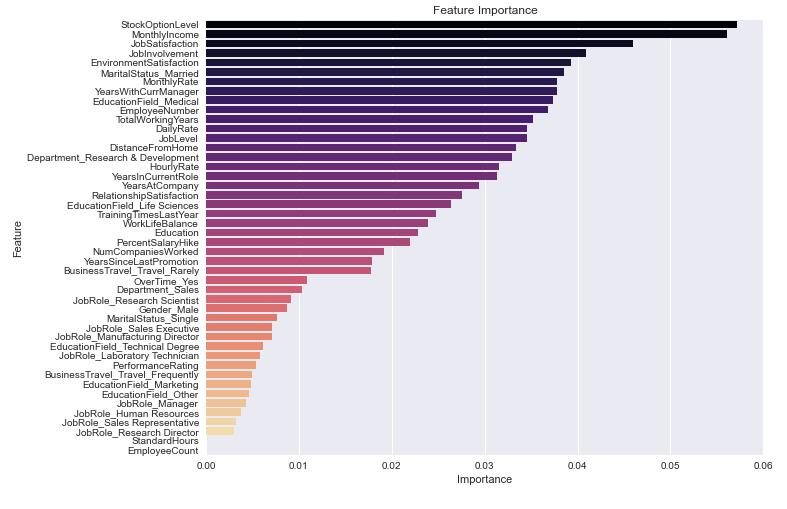 Feature Importance
StockOptionLevel
MonthlyIncome
JobSatisfaction
JobInvolvement
EnvironmentSatisfaction
MaritalStatus_Married
MonthlyRate
YearsWithCurrManager
EducationField_Medical
EmployeeNumber
TotalWorkingYears
DailyRate
JobLevel
DistanceFromHome
Department_Research & Development
HourlyRate
YearsInCurrentRole
YearsAtCompany
RelationshipSatisfaction
EducationField_Life Sciences
TrainingTimesLastYear
WorkLifeBalance
Education
PercentSalaryHike
NumCompaniesWorked
YearsSinceLastPromotion
BusinessTravel_Travel_Rarely
OverTime_Yes
Department_Sales
JobRole_Research Scientist
Gender_Male
MaritalStatus_Single
JobRole_Sales Executive
JobRole_Manufacturing Director
EducationField_Technical Degree
JobRole_Laboratory Technician
PerformanceRating
BusinessTravel_Travel_Frequently
EducationField_Marketing
EducationField_Other
JobRole_Manager
JobRole_Human Resources
JobRole_Sales Representative
JobRole_Research Director
StandardHours
EmployeeCount
Feature
0.00 0.01 0.02 0.03 0.04 0.05 0.06
Importance